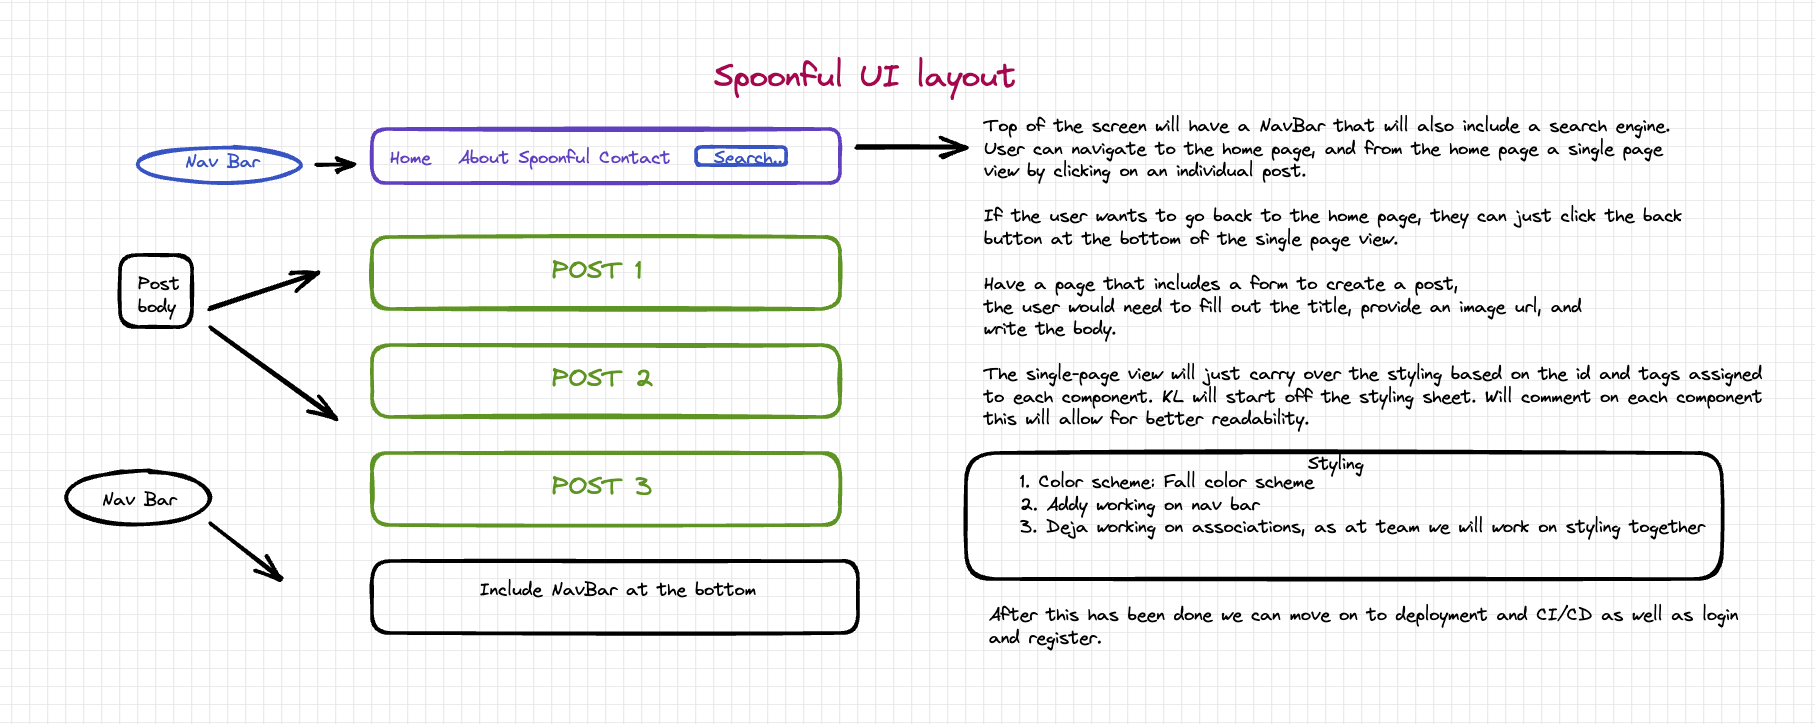 Spoonful UI layout
Nav Bar
Home About Spoonful Contact Search..
Top of the screen will have a NavBar that will also include a search engine.
User can navigate to the home page, and from the home page a single page
view by clicking on an individual post.
If the user wants to go back to the home page, they can just click the back
button at the bottom of the single page view.
Have a page that includes a form to create a post,
the user would need to fill out the title, provide an image url, and
write the body.
The single-page view will just carry over the styling based on the id and tags assigned
to each component. KL will start off the styling sheet. Will comment on each component
this will allow for better readability.
Post
body
POST 1
POST 2
POST 3
Nav Bar
Include NavBar at the bottom
Styling
1. Color scheme: Fall color scheme
2. Addy working on nav bar
3. Deja working on associations, as at team we will work on styling together
After this has been done we can move on to deployment and CI/CD as well as login
and register.